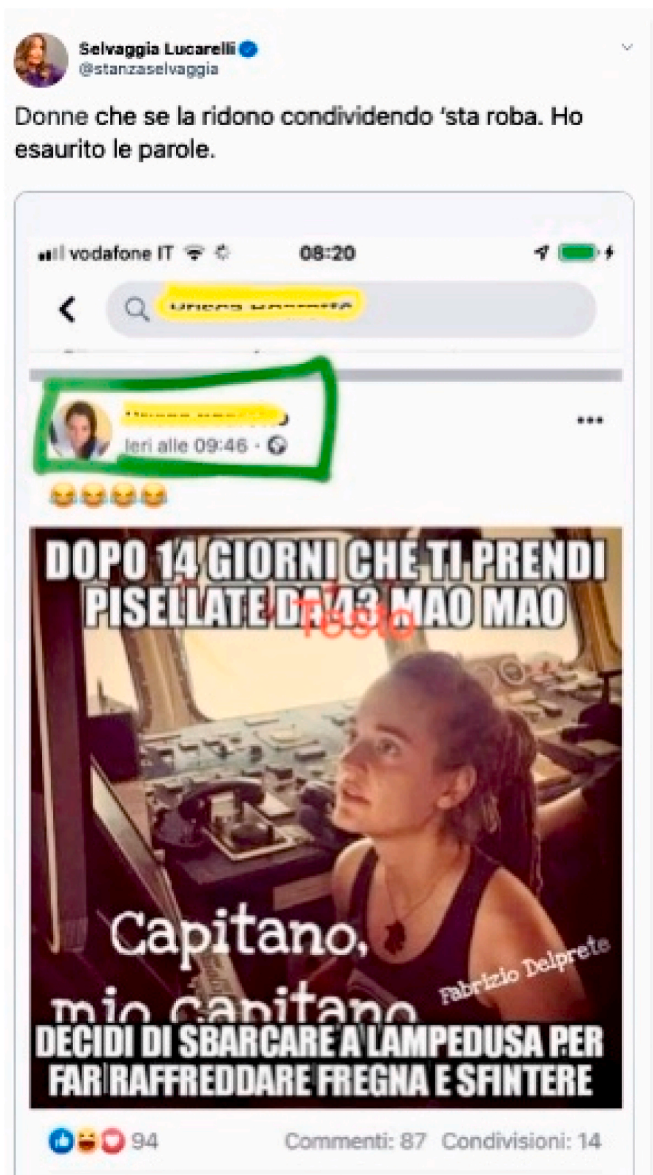 Selvaggia Lucarelli
@stanzaselvaggia
Donne che se la ridono condividendo ‘sta roba. Ho
esaurito le parole.
vodafone IT
08:20
Ieri alle 09:46 ·
DOPO 14 GIORNI CHE TI PRENDI
PISELLATE DA 43 MAO MAO
Testo
Capitano,
mio capitano
Fabrizio Delprete
DECIDI DI SBARCARE A LAMPEDUSA PER
FAR RAFFREDDARE FREGNA E SFINTERE
94
Commenti: 87 Condivisioni: 14